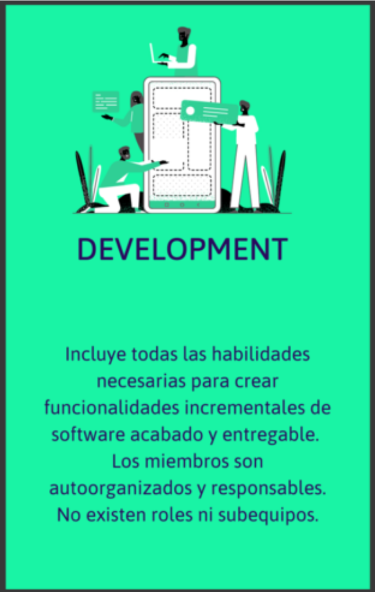 DEVELOPMENT
Incluye todas las habilidades
necesarias para crear
funcionalidades incrementales de
software acabado y entregable.
Los miembros son
autoorganizados y responsables.
No existen roles ni subequipos.